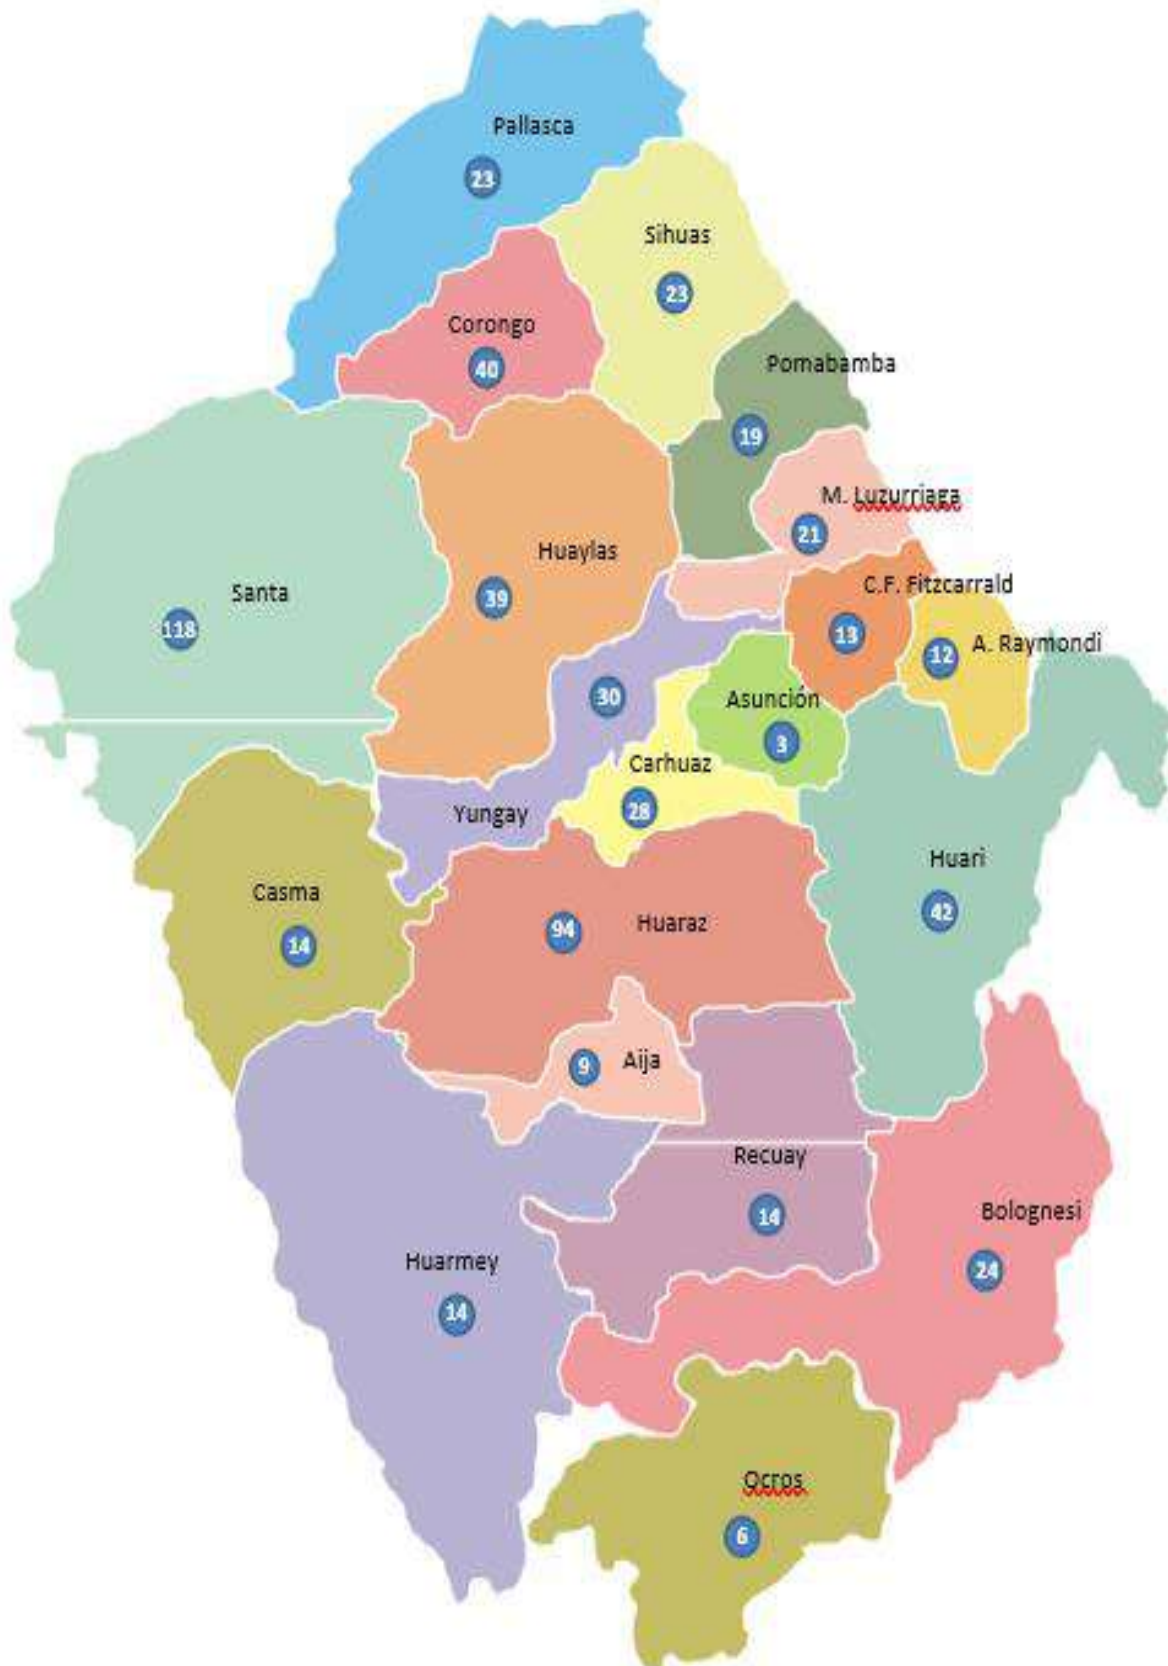 Pallasca
23
Sihuas
23
Corongo
40
Pomabamba
19
M. Luzurriaga
21
Huaylas
39
Santa
118
C.F. Fitzcarrald
13
A. Raymondi
12
30
Yungay
Asunción
3
Carhuaz
28
Huari
42
Casma
14
Huaraz
94
Aija
9
Recuay
14
Bolognesi
24
Huarmey
14
Ocros
6